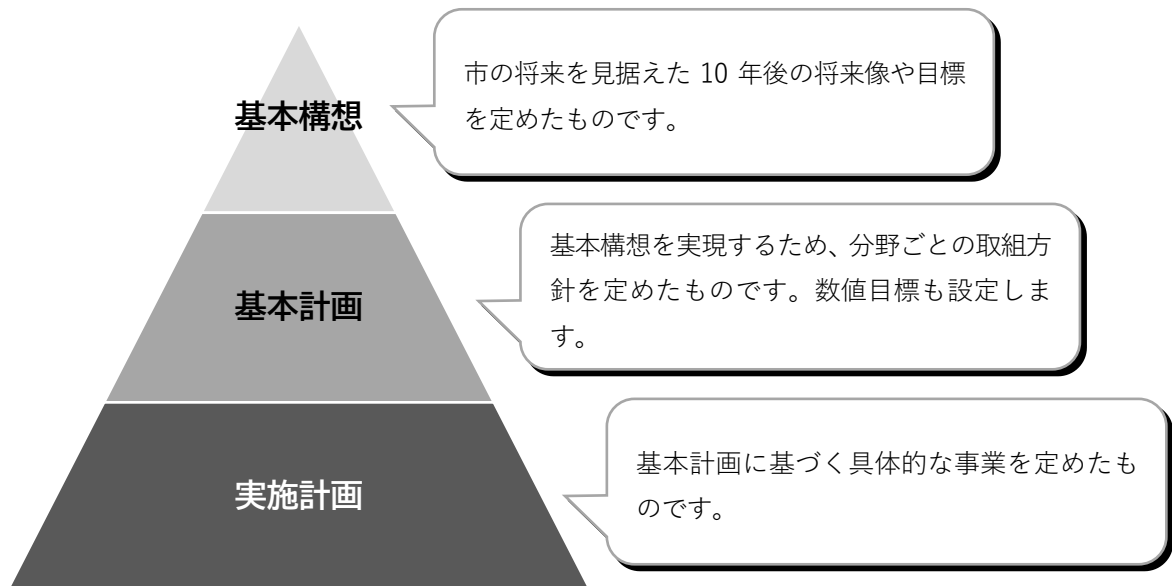 基本構想
市の将来を見据えた 10 年後の将来像や目標
を定めたものです。
基本計画
基本構想を実現するため、分野ごとの取組方
針を定めたものです。数値目標も設定しま
す。
実施計画
基本計画に基づく具体的な事業を定めたも
のです。